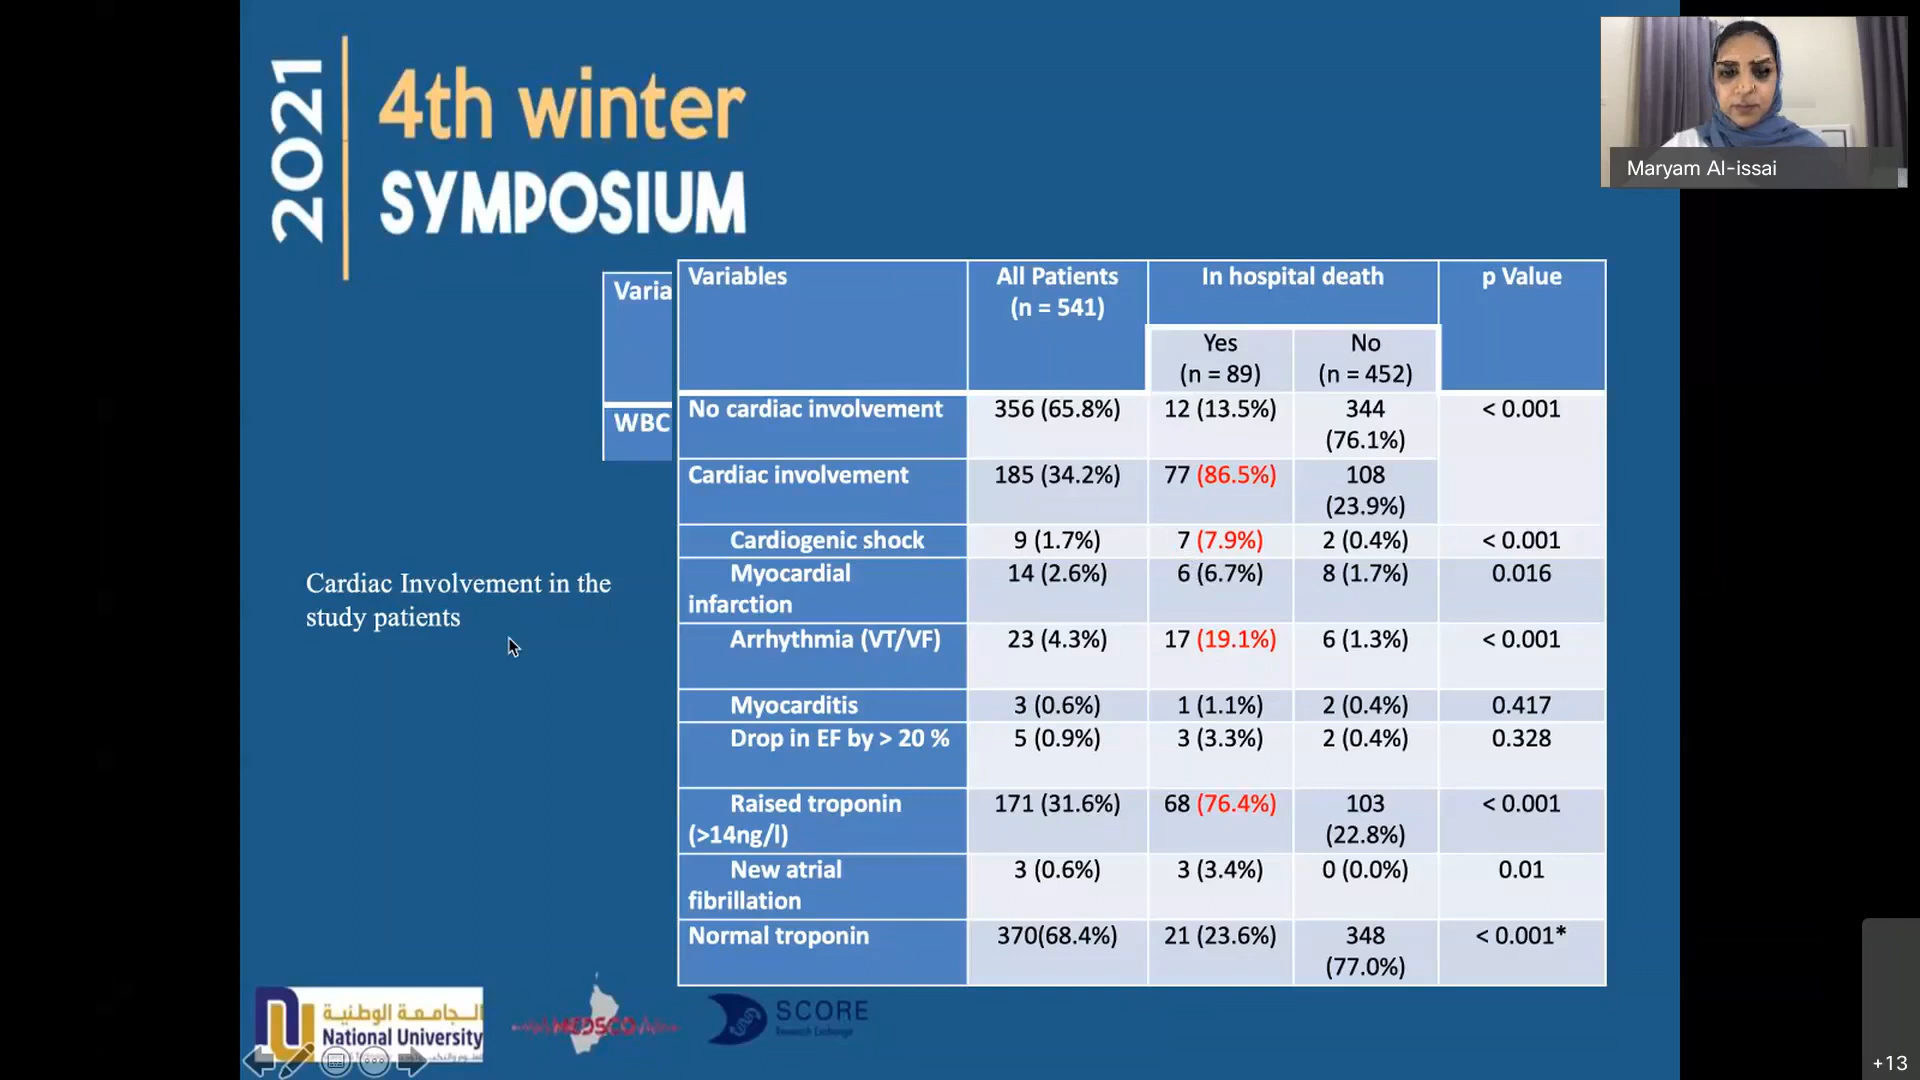 2021
4th winter
SYMPOSIUM
Maryam Al-issai
Varia
WBC
Variables All Patients (n = 541) In hospital death p Value
Yes (n = 89) No (n = 452)
No cardiac involvement 356 (65.8%) 12 (13.5%) 344 (76.1%) < 0.001
Cardiac involvement 185 (34.2%) 77 (86.5%) 108 (23.9%)
Cardiogenic shock 9 (1.7%) 7 (7.9%) 2 (0.4%) < 0.001
Myocardial infarction 14 (2.6%) 6 (6.7%) 8 (1.7%) 0.016
Arrhythmia (VT/VF) 23 (4.3%) 17 (19.1%) 6 (1.3%) < 0.001
Myocarditis 3 (0.6%) 1 (1.1%) 2 (0.4%) 0.417
Drop in EF by > 20 % 5 (0.9%) 3 (3.3%) 2 (0.4%) 0.328
Raised troponin (>14ng/l) 171 (31.6%) 68 (76.4%) 103 (22.8%) < 0.001
New atrial fibrillation 3 (0.6%) 3 (3.4%) 0 (0.0%) 0.01
Normal troponin 370(68.4%) 21 (23.6%) 348 (77.0%) < 0.001*
Cardiac Involvement in the
study patients
الجامعة الوطنية
National University
MEDSCO
SCORE
Research Exchange
+13